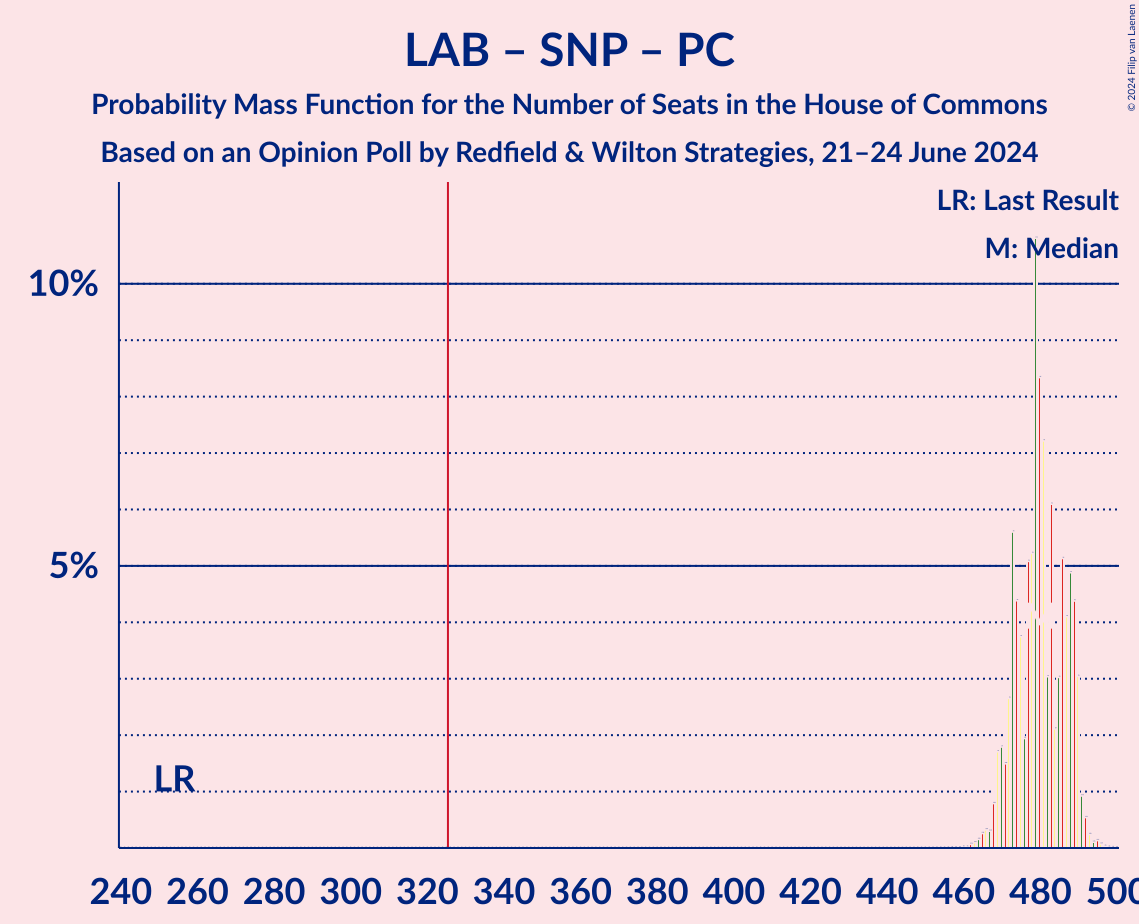 LAB – SNP – PC
Probability Mass Function for the Number of Seats in the House of Commons
Based on an Opinion Poll by Redfield & Wilton Strategies, 21–24 June 2024
© 2024 Filip van Laenen
LR: Last Result
M: Median
10%
5%
LR
240 260 280 300 320 340 360 380 400 420 440 460 480 500